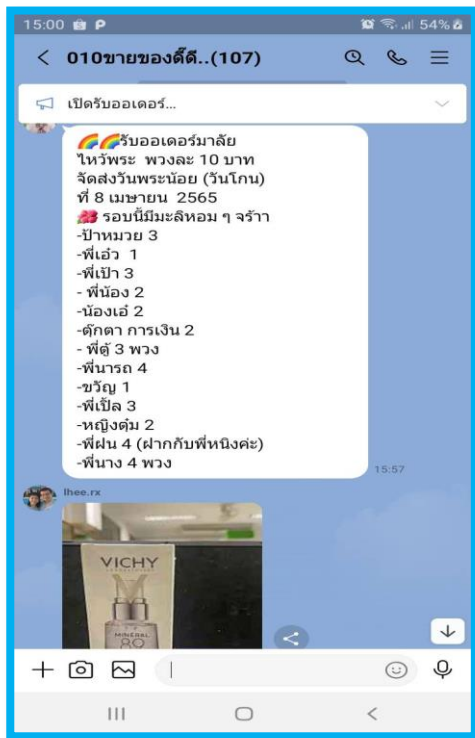 15:00 P 54%
010ขายของดี๊ดี..(107)
เปิดรับออเดอร์...
🌈🌈รับออเดอร์มาลัย
ไหว้พระ พวงละ 10 บาท
จัดส่งวันพระน้อย (วันโกน)
ที่ 8 เมษายน 2565
🌺 รอบนี้มีมะลิหอม ๆ จร้าา
-ป้าหมวย 3
-พี่เอ๋ว 1
-พี่เป้า 3
- พี่น้อง 2
-น้องเอ๋ 2
-ตุ๊กตา การเงิน 2
- พี่ตู้ 3 พวง
-พี่นารถ 4
-ขวัญ 1
-พี่เปิ้ล 3
-หญิงตุ่ม 2
-พี่ฝน 4 (ฝากกับพี่หนิงค่ะ)
-พี่นาง 4 พวง
15:57
lhee.rx
VICHY
MINERAL